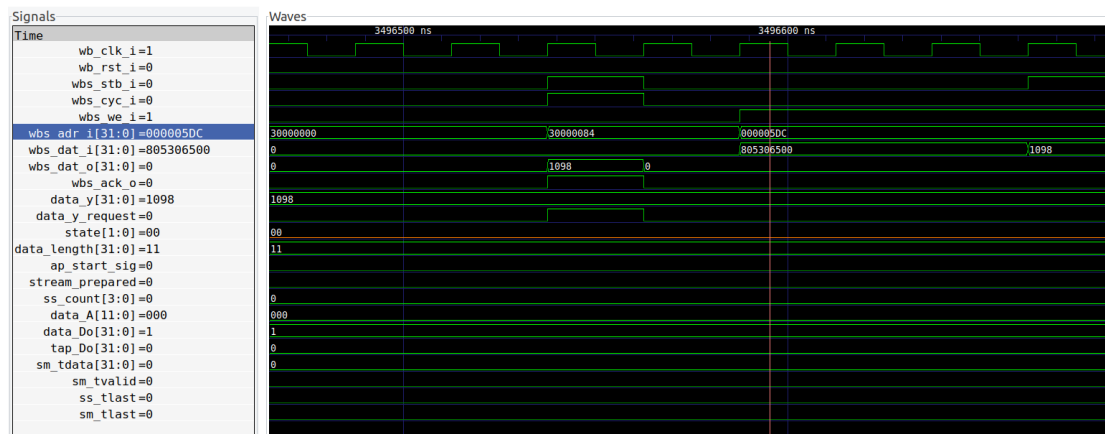 Signals
Waves
Time
3496500 ns 3496600 ns
wb_clk_i=1
wb_rst_i=0
wbs_stb_i=0
wbs_cyc_i=0
wbs_we_i=1
wbs_adr_i[31:0]=000005DC 30000000 30000084 000005DC
wbs_dat_i[31:0]=805306500 0 805306500 1098
wbs_dat_o[31:0]=0 0 1098 0
wbs_ack_o=0
data_y[31:0]=1098 1098
data_y_request=0
state[1:0]=00 00
data_length[31:0]=11 11
ap_start_sig=0
stream_prepared=0
ss_count[3:0]=0 0
data_A[11:0]=000 000
data_Do[31:0]=1 1
tap_Do[31:0]=0 0
sm_tdata[31:0]=0 0
sm_tvalid=0
ss_tlast=0
sm_tlast=0